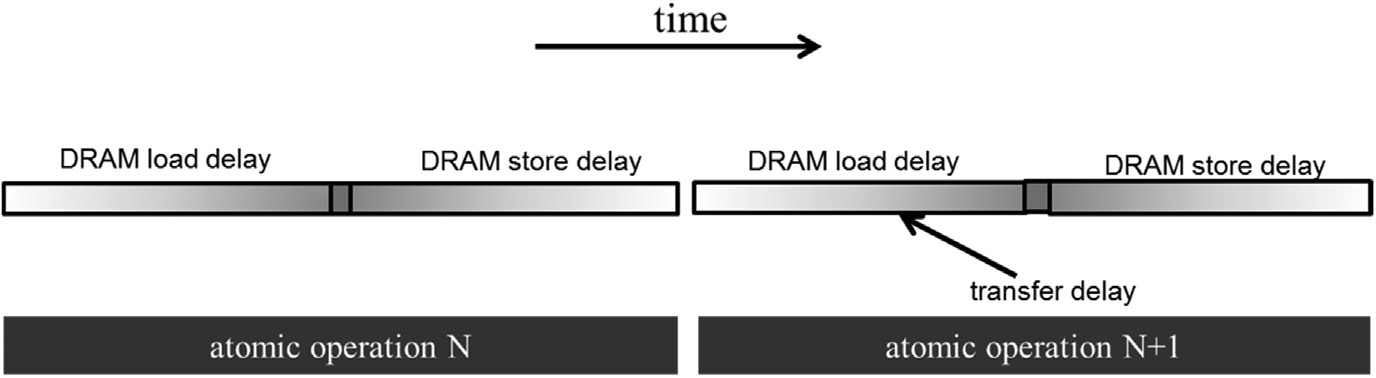 time
DRAM load delay
DRAM store delay
DRAM load delay
DRAM store delay
transfer delay
atomic operation N
atomic operation N+1